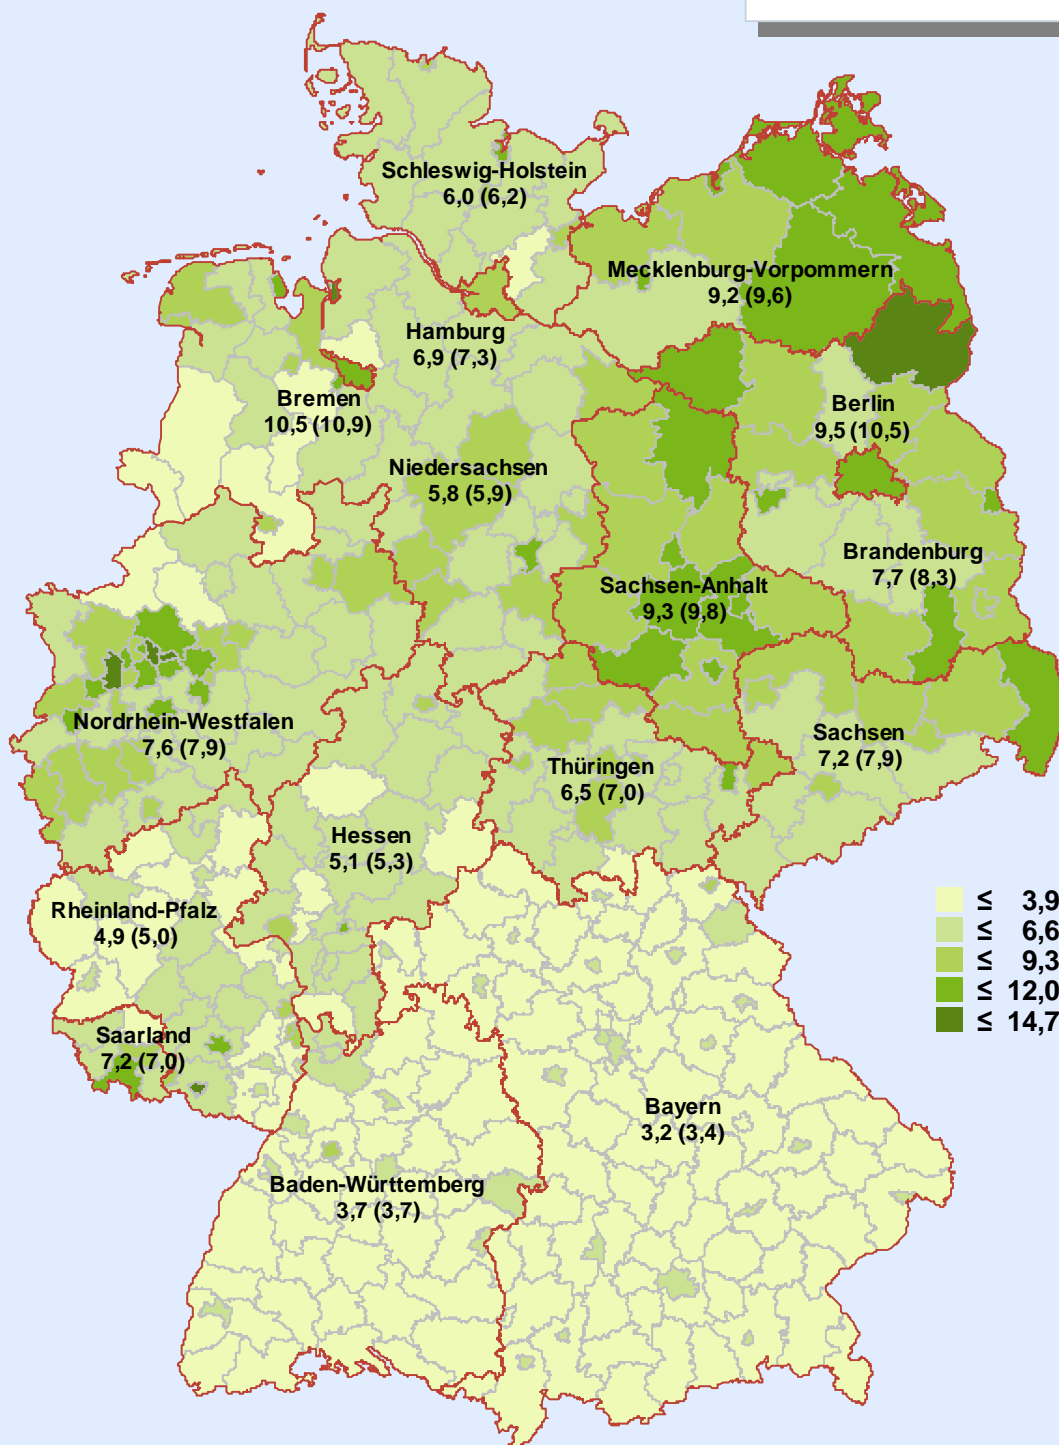 Schleswig-Holstein
6,0 (6,2)
Mecklenburg-Vorpommern
9,2 (9,6)
Hamburg
6,9 (7,3)
Bremen
10,5 (10,9)
Berlin
9,5 (10,5)
Niedersachsen
5,8 (5,9)
Brandenburg
7,7 (8,3)
Sachsen-Anhalt
9,3 (9,8)
Nordrhein-Westfalen
7,6 (7,9)
Sachsen
7,2 (7,9)
Thüringen
6,5 (7,0)
Hessen
5,1 (5,3)
Rheinland-Pfalz
4,9 (5,0)
≤ 3,9
≤ 6,6
≤ 9,3
≤ 12,0
≤ 14,7
Saarland
7,2 (7,0)
Bayern
3,2 (3,4)
Baden-Württemberg
3,7 (3,7)